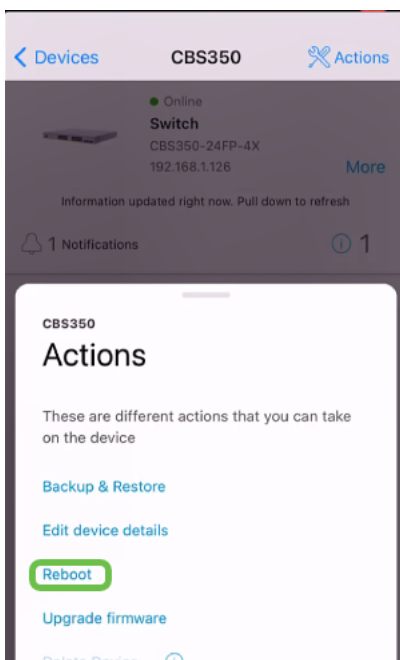 Devices CBS350 Actions
Online
Switch
CBS350-24FP-4X
192.168.1.126 More
Information updated right now. Pull down to refresh
1 Notifications 1
CBS350
Actions
These are different actions that you can take
on the device
Backup & Restore
Edit device details
Reboot
Upgrade firmware
Delete Device